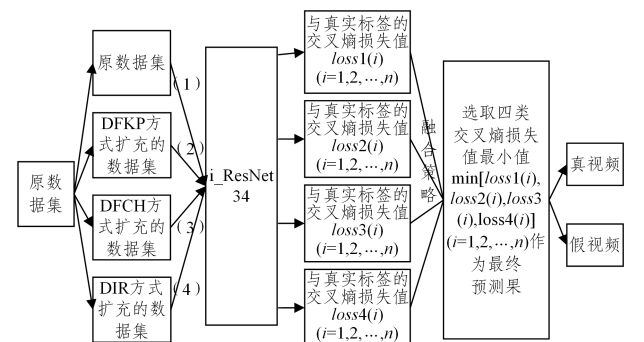 原数
据集
原数据集
DFKP方
式扩充的
数据集
DFCH方
式扩充的
数据集
DIR方式
扩充的数
据集
(1)
(2)
(3)
(4)
i_ResNet
34
与真实标签的
交叉熵损失值
loss1(i)
(i=1,2,…,n)
与真实标签的
交叉熵损失值
loss2(i)
(i=1,2,…,n)
与真实标签的
交叉熵损失值
loss3(i)
(i=1,2,…,n)
与真实标签的
交叉熵损失值
loss4(i)
(i=1,2,…,n)
融
合
策
略
选取四类
交叉熵损失
值最小值
min[loss1(i),
loss2(i),loss3
(i),loss4(i)]
(i=1,2,…,n)作
为最终
预测果
真视频
假视频